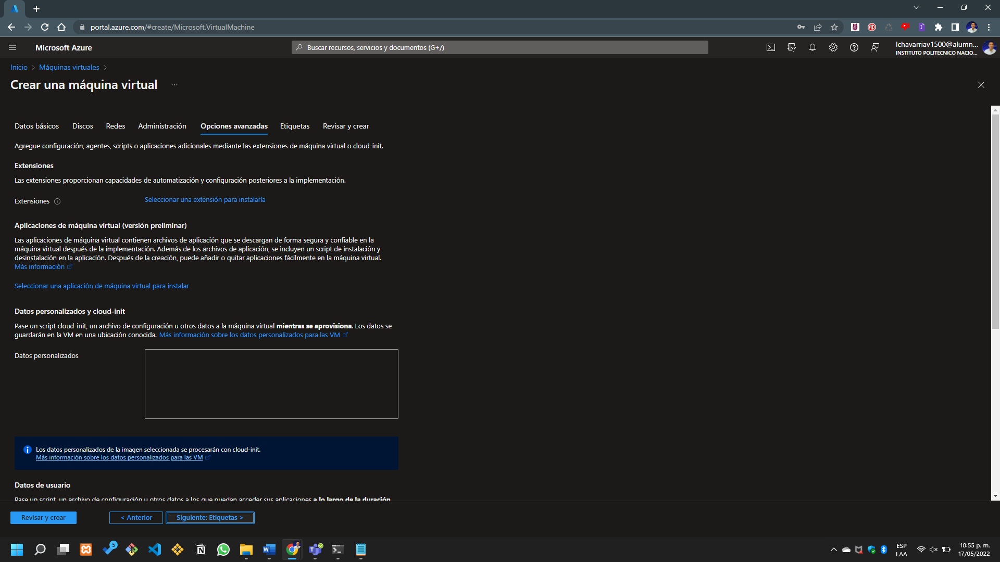 portal.azure.com/#create/Microsoft.VirtualMachine
Microsoft Azure
Buscar recursos, servicios y documentos (G+/)
lchavarriav1500@alumn...
INSTITUTO POLITECNICO NACIO...
Inicio > Máquinas virtuales >
Crear una máquina virtual ...
Datos básicos Discos Redes Administración Opciones avanzadas Etiquetas Revisar y crear
Agregue configuración, agentes, scripts o aplicaciones adicionales mediante las extensiones de máquina virtual o cloud-init.
Extensiones
Las extensiones proporcionan capacidades de automatización y configuración posteriores a la implementación.
Extensiones Seleccionar una extensión para instalarla
Aplicaciones de máquina virtual (versión preliminar)
Las aplicaciones de máquina virtual contienen archivos de aplicación que se descargan de forma segura y confiable en la
máquina virtual después de la implementación. Además de los archivos de aplicación, se incluyen un script de instalación y
desinstalación en la aplicación. Después de la creación, puede añadir o quitar aplicaciones fácilmente en la máquina virtual.
Más información
Seleccionar una aplicación de máquina virtual para instalar
Datos personalizados y cloud-init
Pase un script cloud-init, un archivo de configuración u otros datos a la máquina virtual mientras se aprovisiona. Los datos se
guardarán en la VM en una ubicación conocida. Más información sobre los datos personalizados para las VM
Datos personalizados
Los datos personalizados de la imagen seleccionada se procesarán con cloud-init.
Más información sobre los datos personalizados para las VM
Datos de usuario
Pase un script, un archivo de configuración u otros datos a los que puedan acceder sus aplicaciones a lo largo de la duración
Revisar y crear
< Anterior
Siguiente: Etiquetas >
5
ESP
LAA
10:55 p. m.
17/05/2022